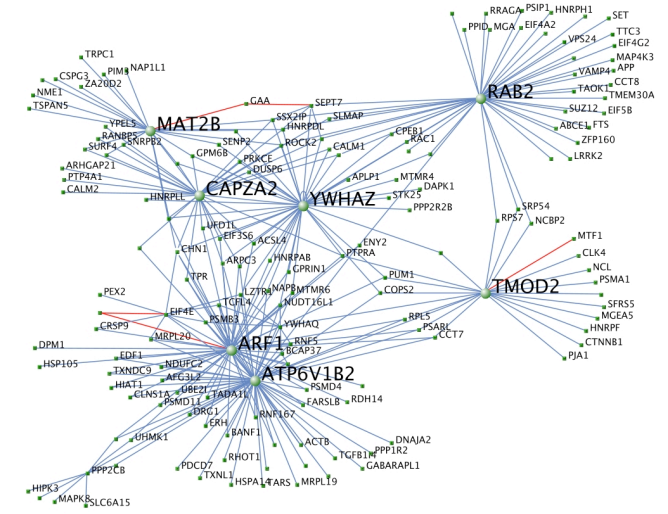 RRAGA
PSIP1
HNRPH1
SET
PPID
MGA
EIF4A2
TTC3
VPS24
EIF4G2
TRPC1
MAP4K3
PIM3
NAP1L1
APP
CSPG3
VAMP4
ZA20D2
CCT8
NME1
RAB2
TAOK1
TMEM30A
TSPAN5
GAA
SEPT7
SUZ12
EIF5B
SSX2IP
SLMAP
YPEL5
MAT2B
HNRPDL
CPEB1
ABCE1
FTS
RANBP5
SENP2
ROCK2
RAC1
ZFP160
SURF4
SNRPB2
CALM1
GPM6B
PRKCE
LRRK2
ARHGAP21
DUSP6
PTP4A1
APLP1
MTMR4
CALM2
CAPZA2
DAPK1
HNRPLL
YWHAZ
STK25
PPP2R2B
SRP54
RPS7
NCBP2
UFD1L
EIF3S6
ACSL4
ENY2
MTF1
CHN1
PTPRA
CLK4
ARPC3
HNRPAB
GPRIN1
NCL
TPR
PUM1
PSMA1
PEX2
LZTR1
NAPB
MTMR6
COPS2
TMOD2
TCFL4
NUDT16L1
SFRS5
EIF4E
PSMB3
YWHAQ
RPL5
MGEA5
CRSP9
PSARL
HNRPF
MRPL20
CCT7
CTNNB1
DPM1
ARF1
RNF5
BCAP37
PJA1
EDF1
HSP105
NDUFC2
TXNDC9
ATP6V1B2
AFG3L2
HIAT1
UBE2I
PSMD4
CLNS1A
TADA1L
RDH14
PSMD11
FARSLB
DRG1
RNF167
ERH
BANF1
UHMK1
ACTB
DNAJA2
PPP1R2
TGFB1I4
RHOT1
GABARAPL1
PDCD7
PPP2CB
TXNL1
HSPA14
TARS
MRPL19
HIPK3
MAPK8
SLC6A15